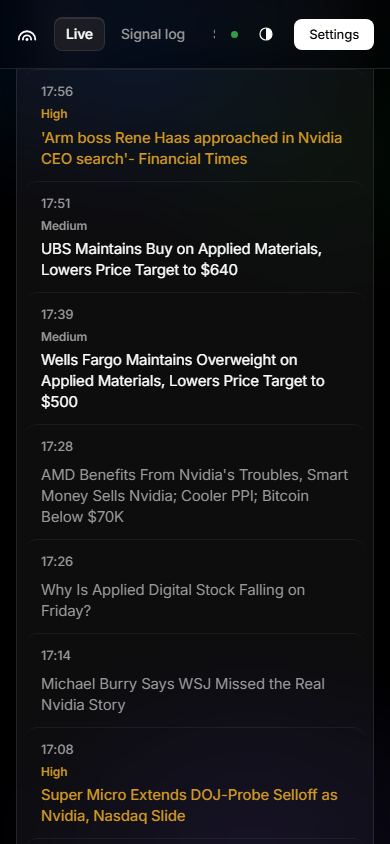 Live
Signal log
Settings
17:56
High
'Arm boss Rene Haas approached in Nvidia
CEO search'- Financial Times
17:51
Medium
UBS Maintains Buy on Applied Materials,
Lowers Price Target to $640
17:39
Medium
Wells Fargo Maintains Overweight on
Applied Materials, Lowers Price Target to
$500
17:28
AMD Benefits From Nvidia's Troubles, Smart
Money Sells Nvidia; Cooler PPI; Bitcoin
Below $70K
17:26
Why Is Applied Digital Stock Falling on
Friday?
17:14
Michael Burry Says WSJ Missed the Real
Nvidia Story
17:08
High
Super Micro Extends DOJ-Probe Selloff as
Nvidia, Nasdaq Slide